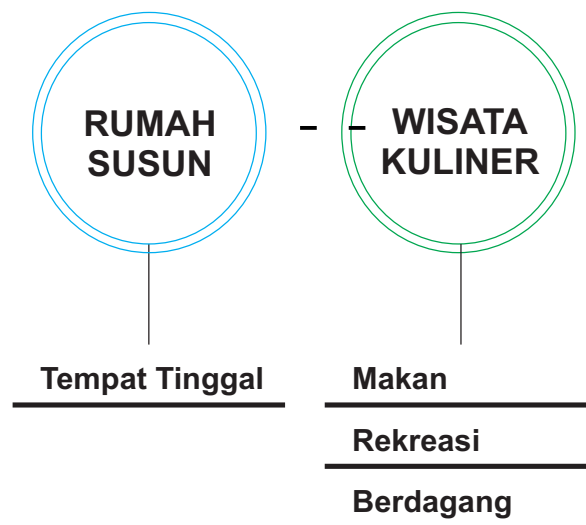 RUMAH
SUSUN
- -
WISATA
KULINER
Tempat Tinggal
Makan
Rekreasi
Berdagang